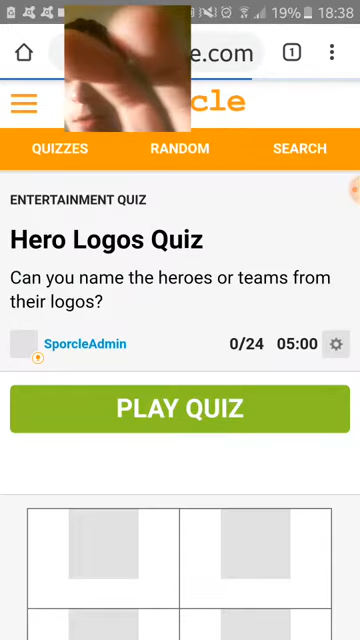 19% 18:38
e.com 1
cle
QUIZZES RANDOM SEARCH
ENTERTAINMENT QUIZ
Hero Logos Quiz
Can you name the heroes or teams from
their logos?
SporcleAdmin 0/24 05:00
PLAY QUIZ